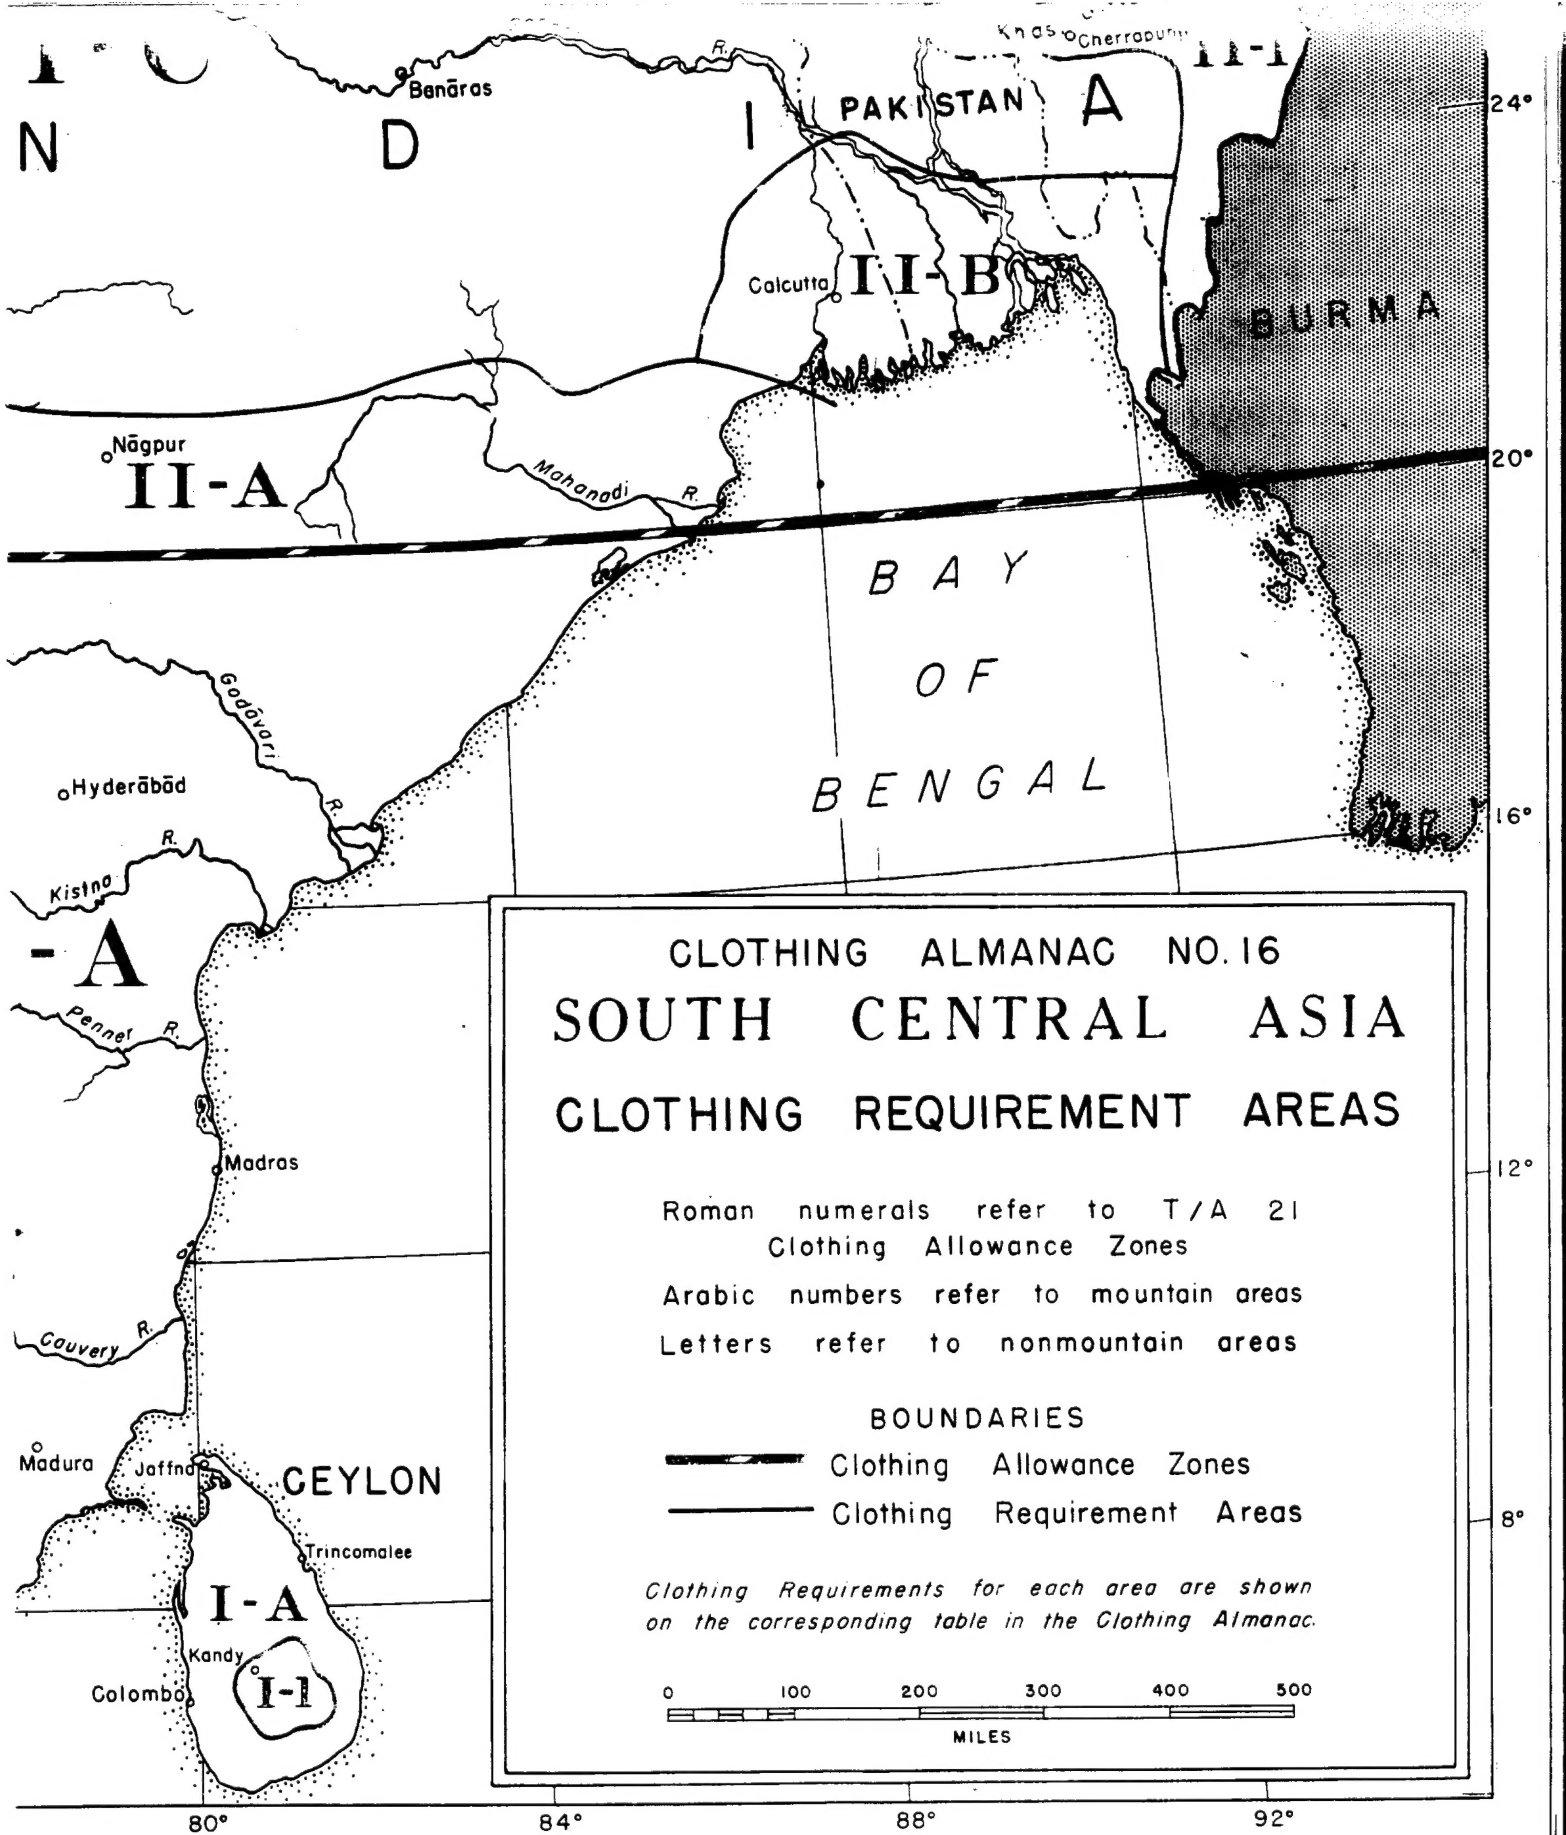 Cherrapunji
R.
Banāras
PAKISTAN A
24°
N D I
Calcutta
II-B
BURMA
Nāgpur
II-A
20°
Mahanadi R.
BAY
OF
BENGAL
Godāvari R.
Hyderābād
16°
Kistna R.
- A
Penner R.
Madras
12°
Cauvery R.
Madura
Jaffna
CEYLON
8°
Trincomalee
I-A
Kandy
I-1
Colombo
CLOTHING ALMANAC NO. 16
SOUTH CENTRAL ASIA
CLOTHING REQUIREMENT AREAS
Roman numerals refer to T/A 21
Clothing Allowance Zones
Arabic numbers refer to mountain areas
Letters refer to nonmountain areas
BOUNDARIES
Clothing Allowance Zones
Clothing Requirement Areas
Clothing Requirements for each area are shown
on the corresponding table in the Clothing Almanac.
0 100 200 300 400 500
MILES
80° 84° 88° 92°